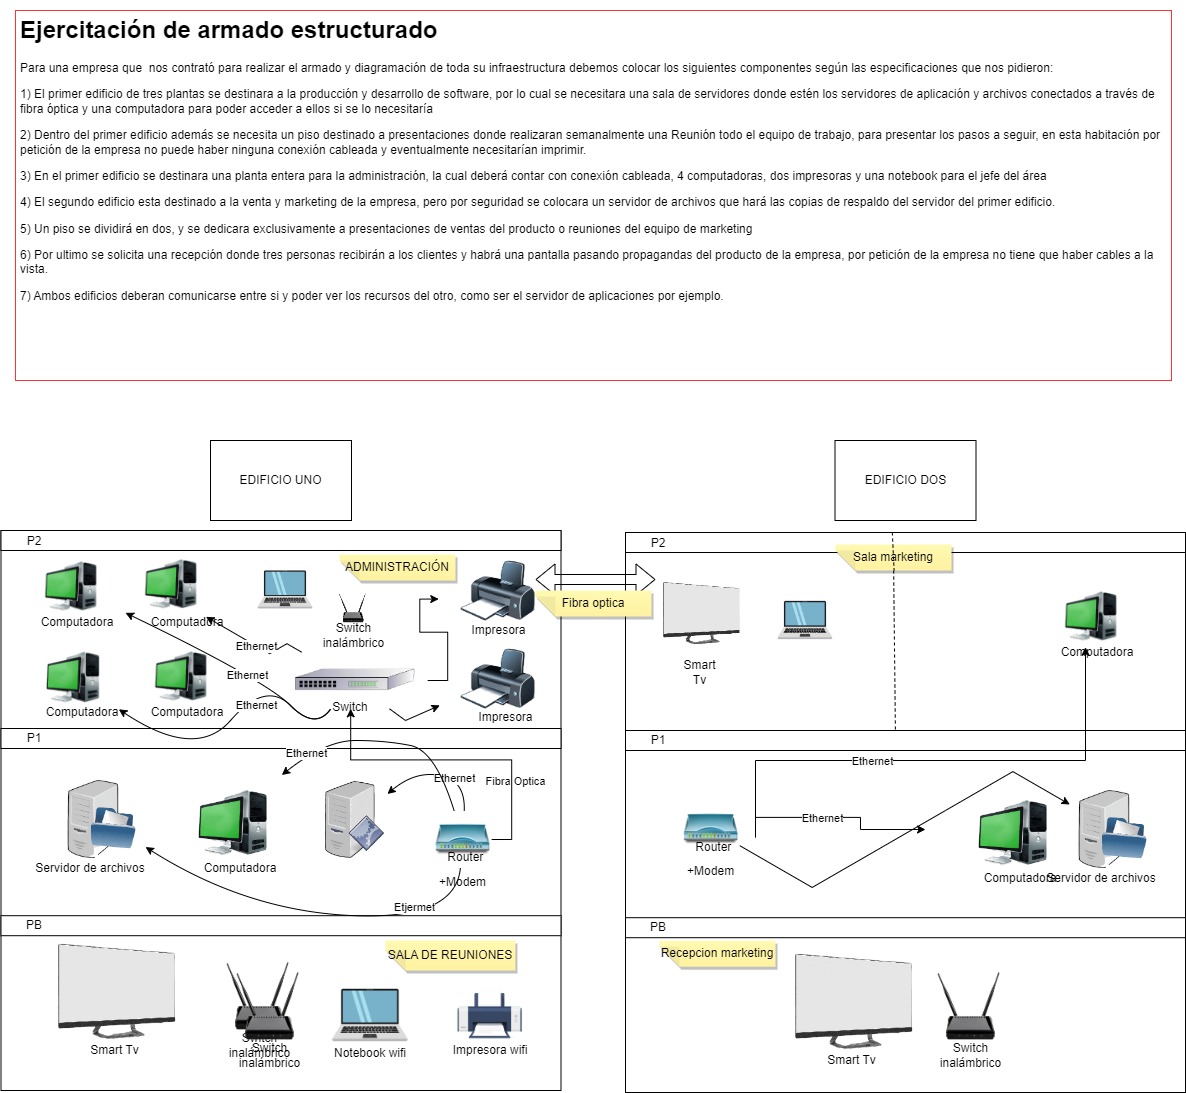 Ejercitación de armado estructurado
Para una empresa que  nos contrató para realizar el armado y diagramación de toda su infraestructura debemos colocar los siguientes componentes según las especificaciones que nos pidieron:
1) El primer edificio de tres plantas se destinara a la producción y desarrollo de software, por lo cual se necesitara una sala de servidores donde estén los servidores de aplicación y archivos conectados a través de
fibra óptica y una computadora para poder acceder a ellos si se lo necesitaría
2) Dentro del primer edificio además se necesita un piso destinado a presentaciones donde realizaran semanalmente una Reunión todo el equipo de trabajo, para presentar los pasos a seguir, en esta habitación por
petición de la empresa no puede haber ninguna conexión cableada y eventualmente necesitarían imprimir.
3) En el primer edificio se destinara una planta entera para la administración, la cual deberá contar con conexión cableada, 4 computadoras, dos impresoras y una notebook para el jefe del área
4) El segundo edificio esta destinado a la venta y marketing de la empresa, pero por seguridad se colocara un servidor de archivos que hará las copias de respaldo del servidor del primer edificio.
5) Un piso se dividirá en dos, y se dedicara exclusivamente a presentaciones de ventas del producto o reuniones del equipo de marketing
6) Por ultimo se solicita una recepción donde tres personas recibirán a los clientes y habrá una pantalla pasando propagandas del producto de la empresa, por petición de la empresa no tiene que haber cables a la
vista.
7) Ambos edificios deberan comunicarse entre si y poder ver los recursos del otro, como ser el servidor de aplicaciones por ejemplo.
EDIFICIO UNO
P2
ADMINISTRACIÓN
Computadora
Computadora
Switch
inalámbrico
Impresora
Ethernet
Ethernet
Ethernet
Computadora
Computadora
Switch
Impresora
Fibra optica
P1
Ethernet
Ethernet
Fibra Optica
Servidor de archivos
Computadora
Router
+Modem
Etjermet
PB
SALA DE REUNIONES
Smart Tv
Switch
inalámbrico
Switch
inalámbrico
Notebook wifi
Impresora wifi
EDIFICIO DOS
P2
Sala marketing
Smart
Tv
Computadora
P1
Ethernet
Ethernet
Router
+Modem
Computadora
Servidor de archivos
PB
Recepcion marketing
Smart Tv
Switch
inalámbrico